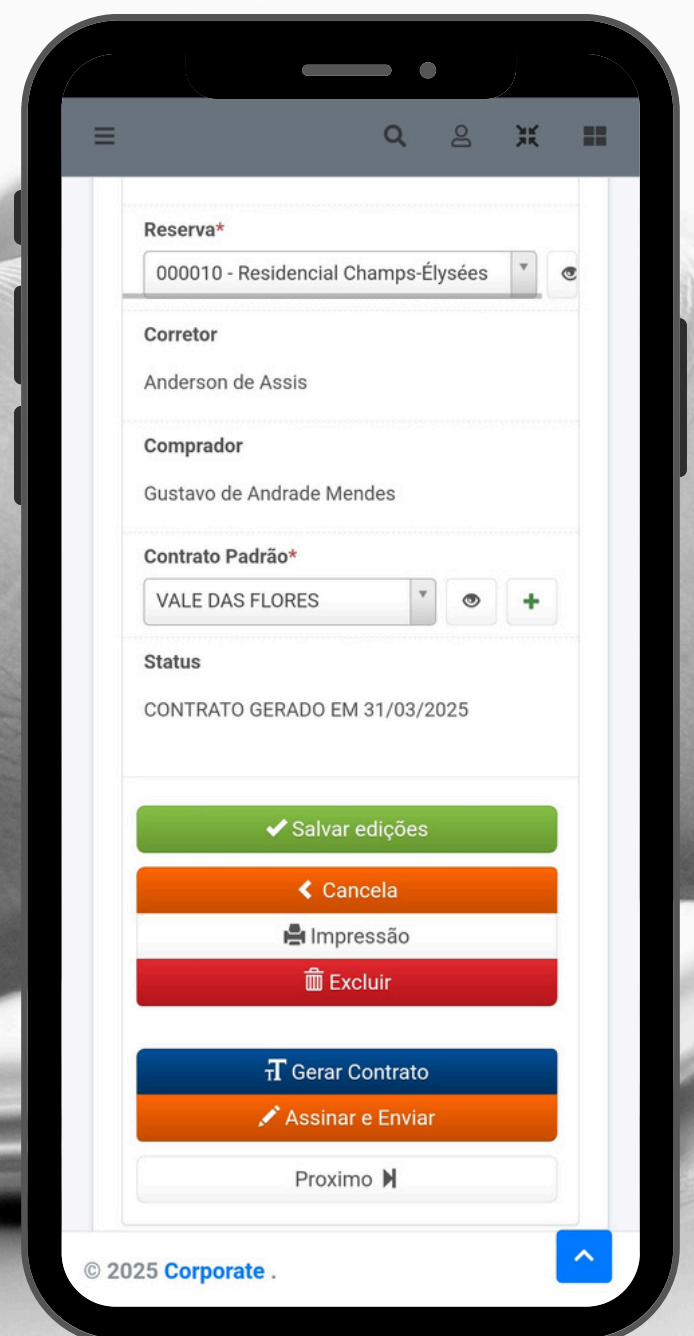 Reserva*
000010 - Residencial Champs-Élysées
Corretor
Anderson de Assis
Comprador
Gustavo de Andrade Mendes
Contrato Padrão*
VALE DAS FLORES
Status
CONTRATO GERADO EM 31/03/2025
Salvar edições
Cancela
Impressão
Excluir
Gerar Contrato
Assinar e Enviar
Proximo
© 2025 Corporate .